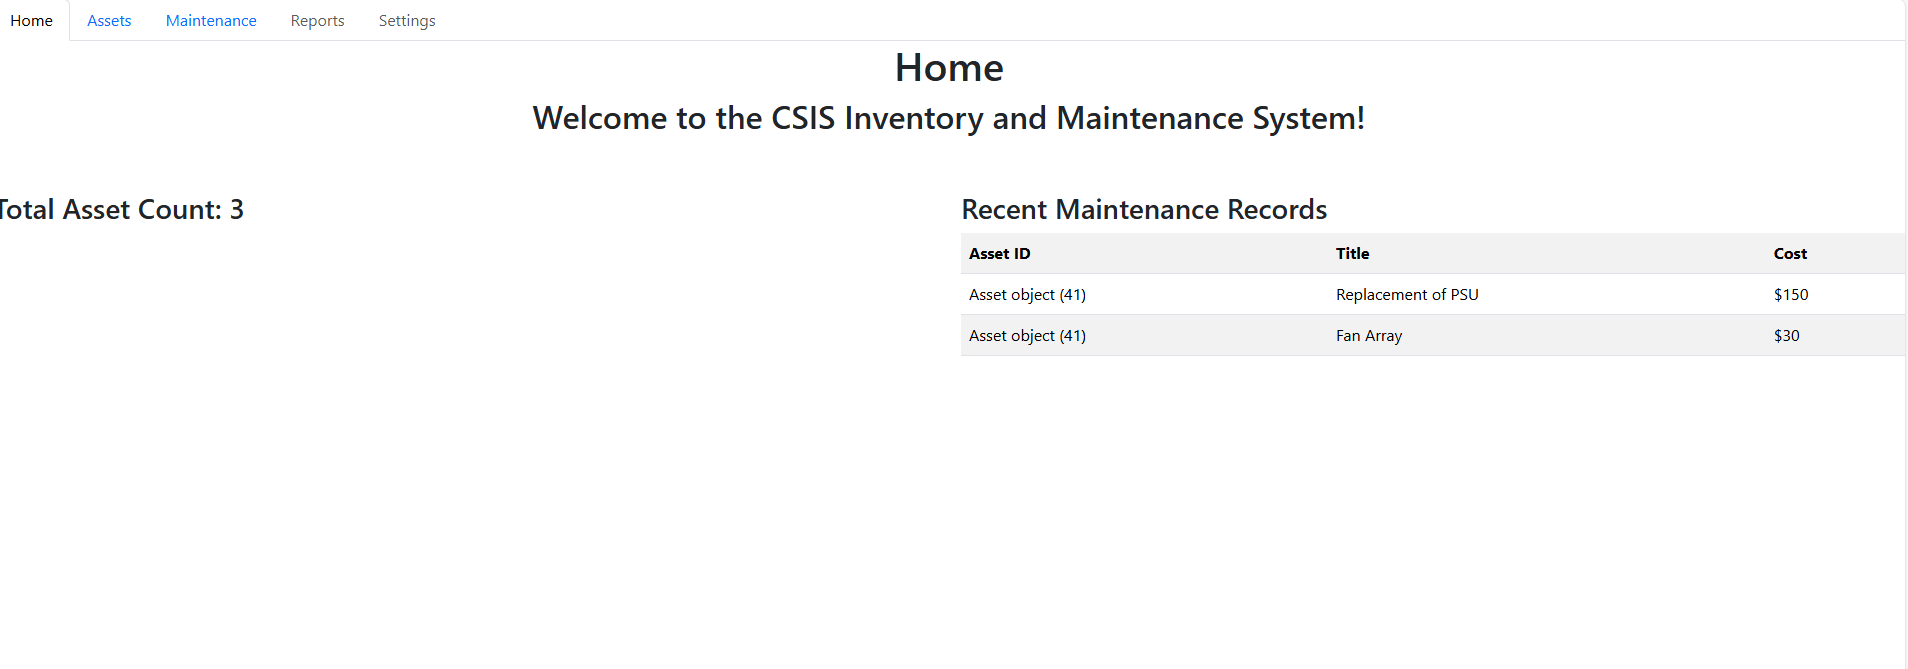 Home Assets Maintenance Reports Settings
Home
Welcome to the CSIS Inventory and Maintenance System!
Total Asset Count: 3
Recent Maintenance Records
Asset ID Title Cost
Asset object (41) Replacement of PSU $150
Asset object (41) Fan Array $30